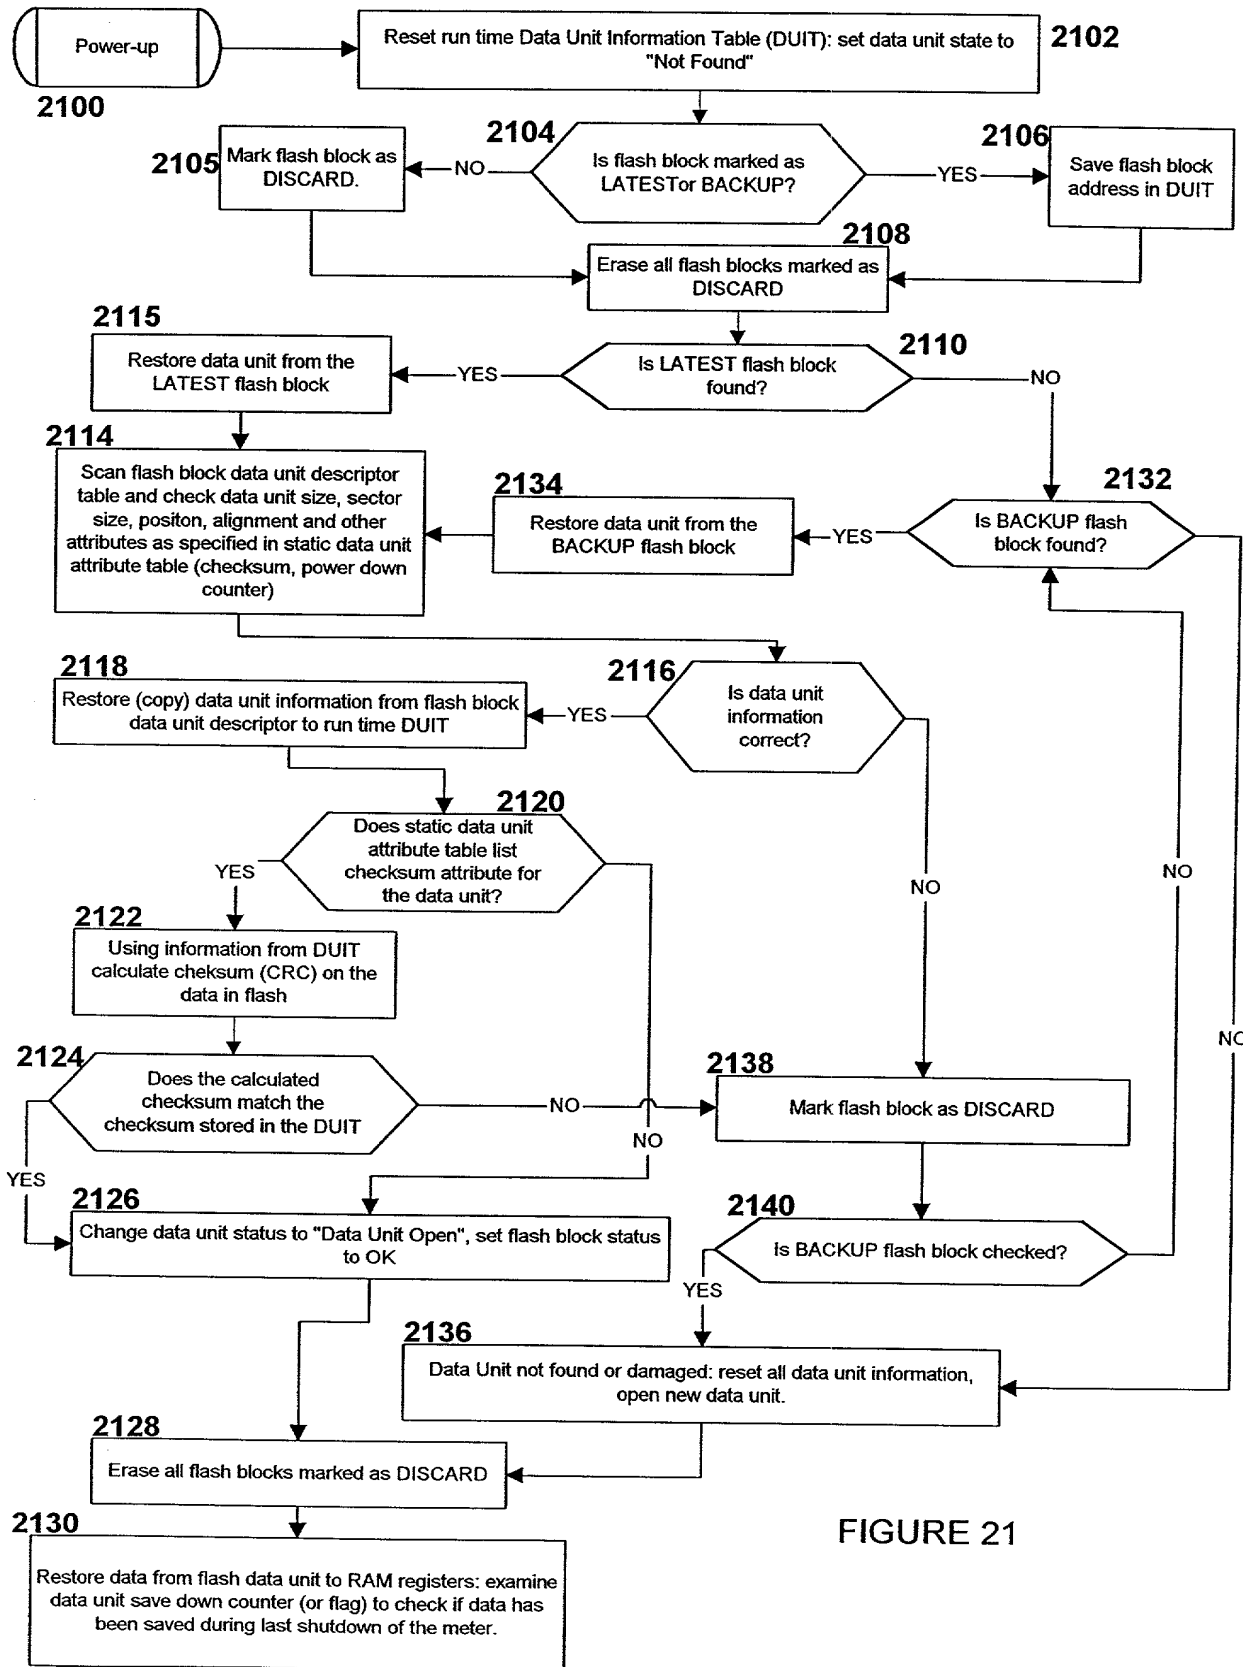 Power-up
2100
Reset run time Data Unit Information Table (DUIT): set data unit state to
"Not Found"
2102
2104
Is flash block marked as
LATESTor BACKUP?
NO
YES
2105
Mark flash block as
DISCARD.
2106
Save flash block
address in DUIT
2108
Erase all flash blocks marked as
DISCARD
2110
Is LATEST flash block
found?
YES
NO
2115
Restore data unit from the
LATEST flash block
2114
Scan flash block data unit descriptor
table and check data unit size, sector
size, positon, alignment and other
attributes as specified in static data unit
attribute table (checksum, power down
counter)
2134
Restore data unit from the
BACKUP flash block
YES
2132
Is BACKUP flash
block found?
NO
2116
Is data unit
information
correct?
YES
NO
2118
Restore (copy) data unit information from flash block
data unit descriptor to run time DUIT
2120
Does static data unit
attribute table list
checksum attribute for
the data unit?
YES
NO
2122
Using information from DUIT
calculate cheksum (CRC) on the
data in flash
2124
Does the calculated
checksum match the
checksum stored in the DUIT
NO
YES
2138
Mark flash block as DISCARD
2140
Is BACKUP flash block checked?
YES
NO
2126
Change data unit status to "Data Unit Open", set flash block status
to OK
2136
Data Unit not found or damaged: reset all data unit information,
open new data unit.
2128
Erase all flash blocks marked as DISCARD
2130
Restore data from flash data unit to RAM registers: examine
data unit save down counter (or flag) to check if data has
been saved during last shutdown of the meter.
FIGURE 21